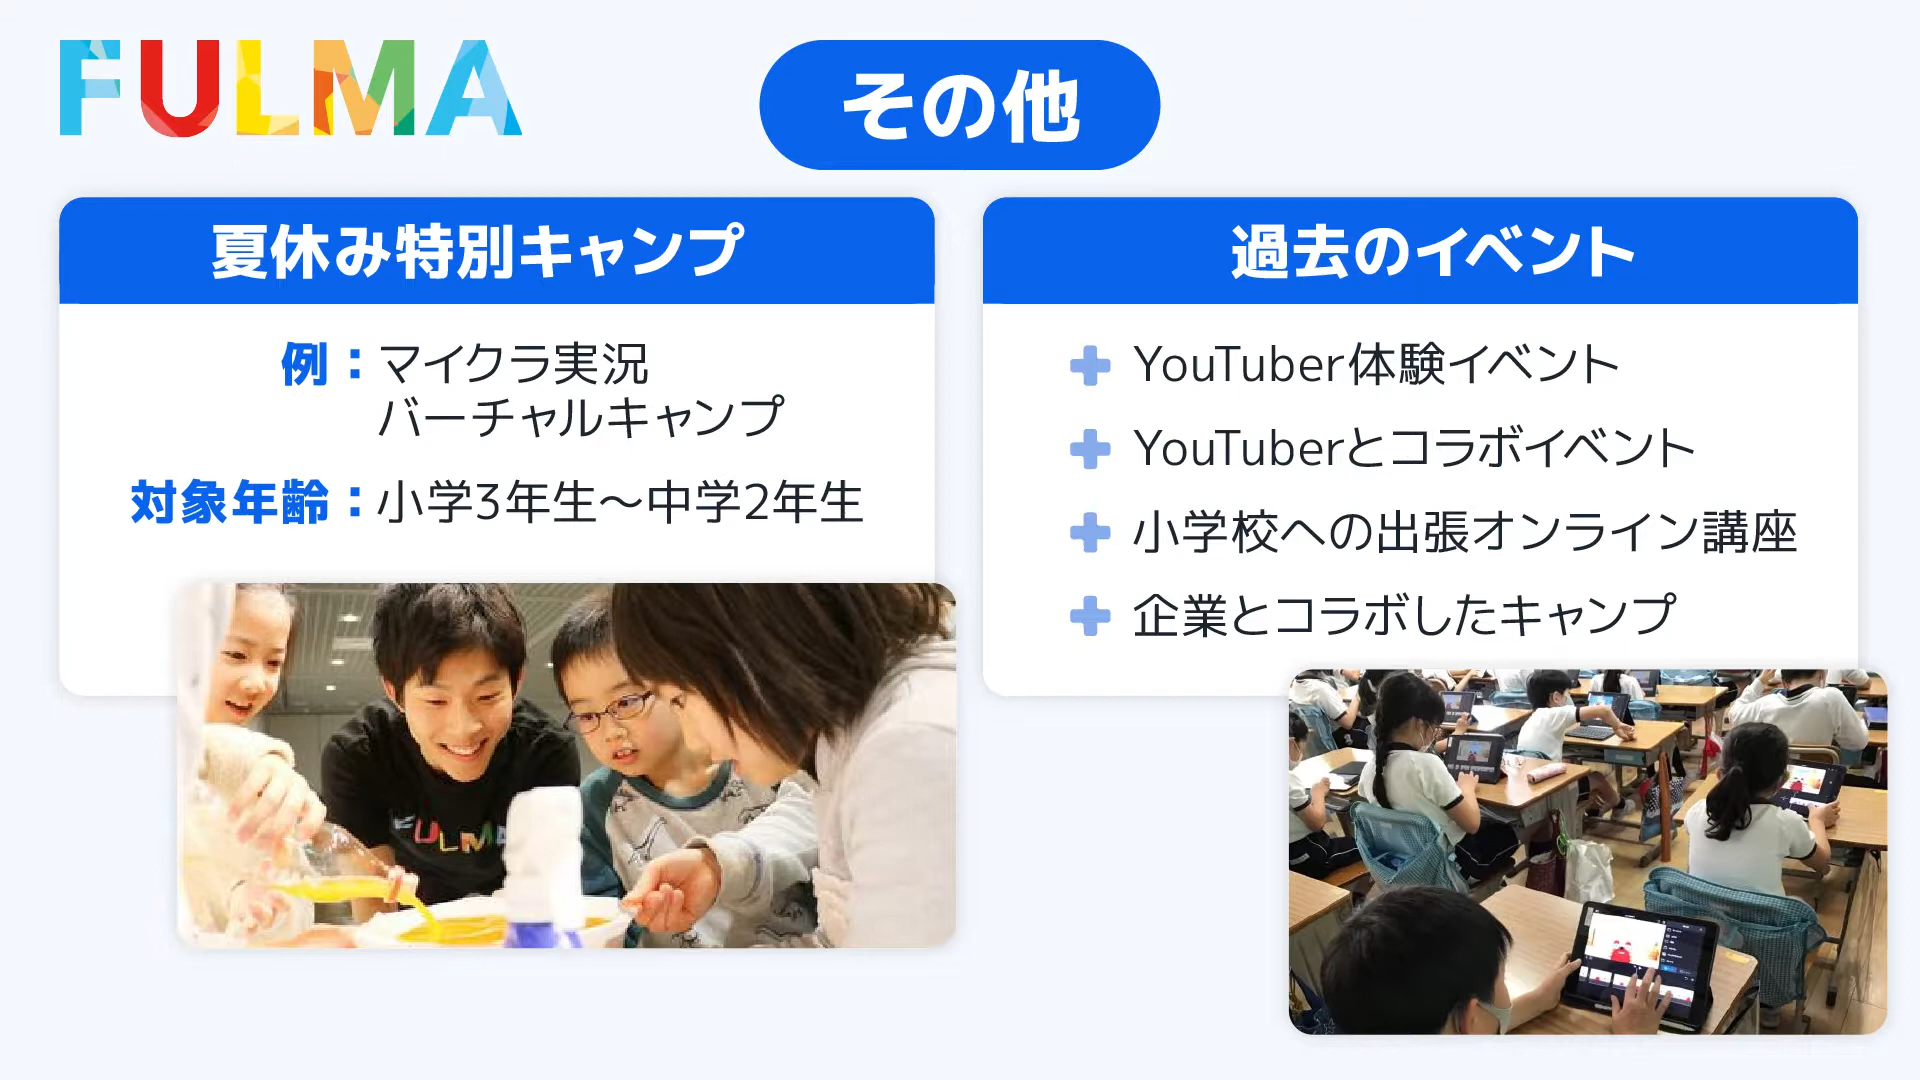 FULMA
その他
夏休み特別キャンプ
例：マイクラ実況
バーチャルキャンプ
対象年齢：小学3年生～中学2年生
過去のイベント
YouTuber体験イベント
YouTuberとコラボイベント
小学校への出張オンライン講座
企業とコラボしたキャンプ
FULMA